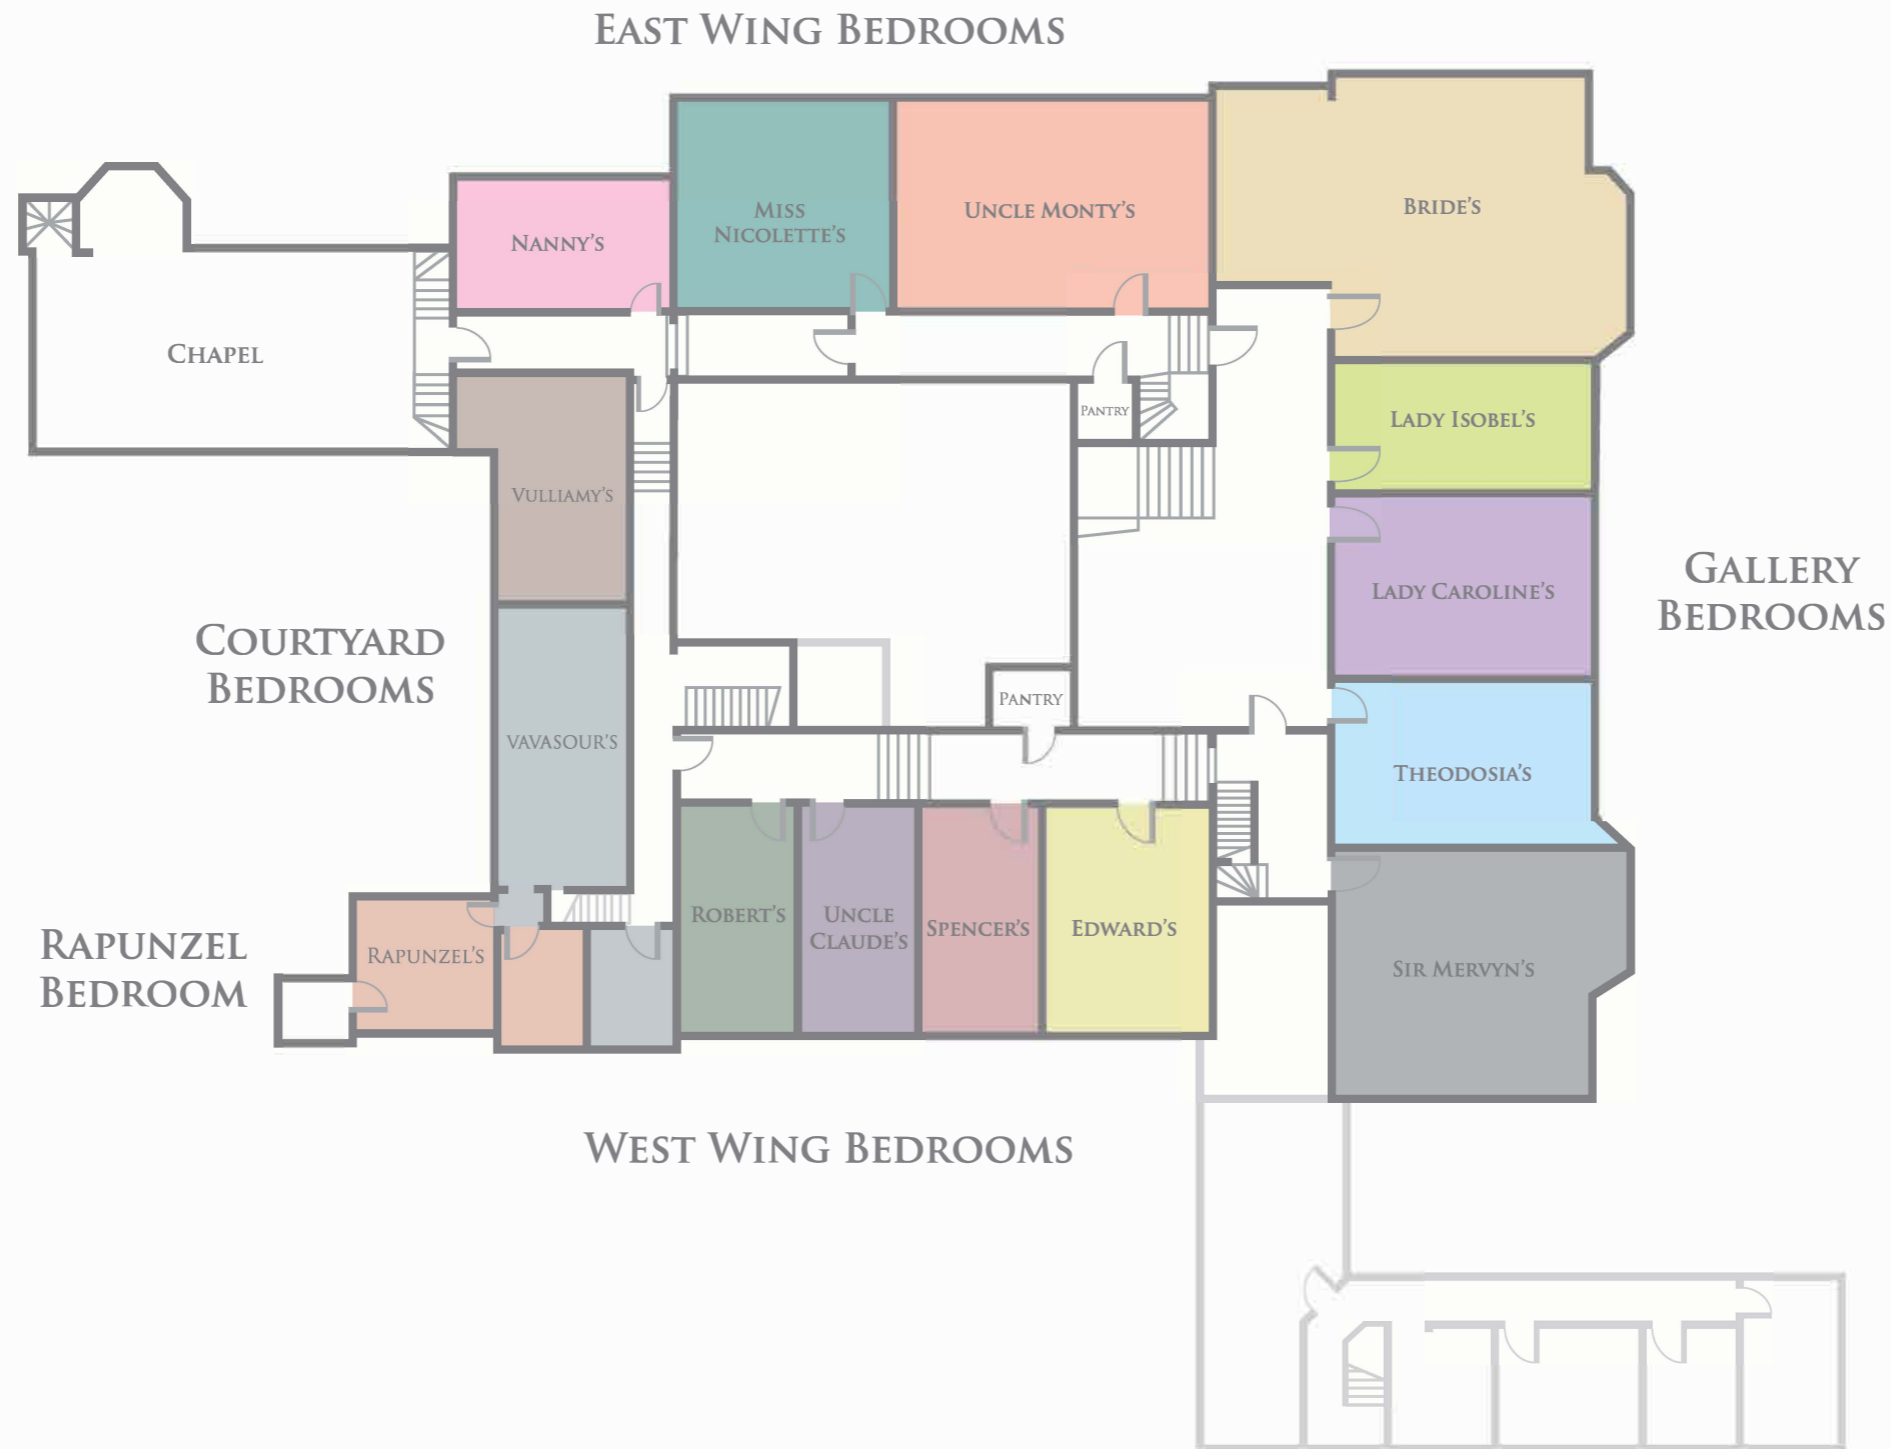 EAST WING BEDROOMS
MISS
NICOLETTE'S
UNCLE MONTY'S
BRIDE'S
NANNY'S
CHAPEL
PANTRY
LADY ISOBEL'S
VULLIAMY'S
LADY CAROLINE'S
GALLERY
BEDROOMS
COURTYARD
BEDROOMS
PANTRY
VAVASOUR'S
THEODOSIA'S
ROBERT'S
UNCLE
CLAUDE'S
SPENCER'S
EDWARD'S
RAPUNZEL
BEDROOM
RAPUNZEL'S
SIR MERVYN'S
WEST WING BEDROOMS